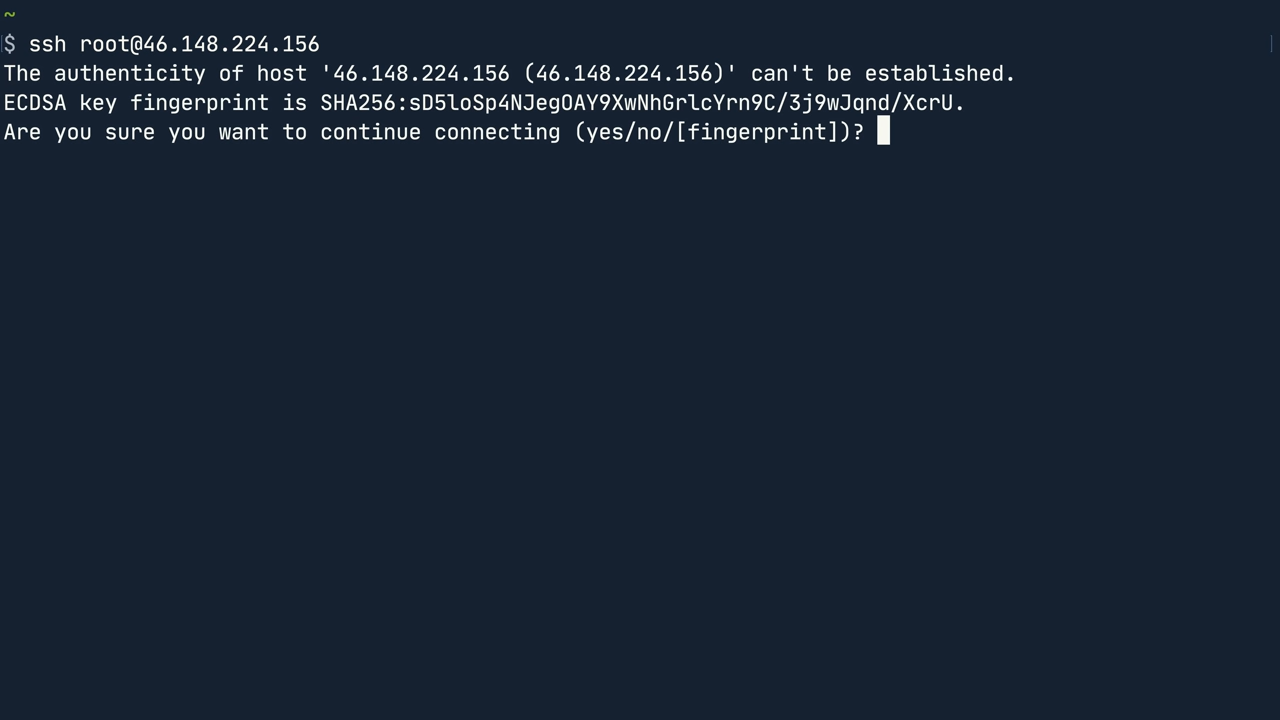 ~
$ ssh root@46.148.224.156
The authenticity of host '46.148.224.156 (46.148.224.156)' can't be established.
ECDSA key fingerprint is SHA256:sD5loSp4NJegOAY9XwNhGrlcYrn9C/3j9wJqnd/XcrU.
Are you sure you want to continue connecting (yes/no/[fingerprint])?